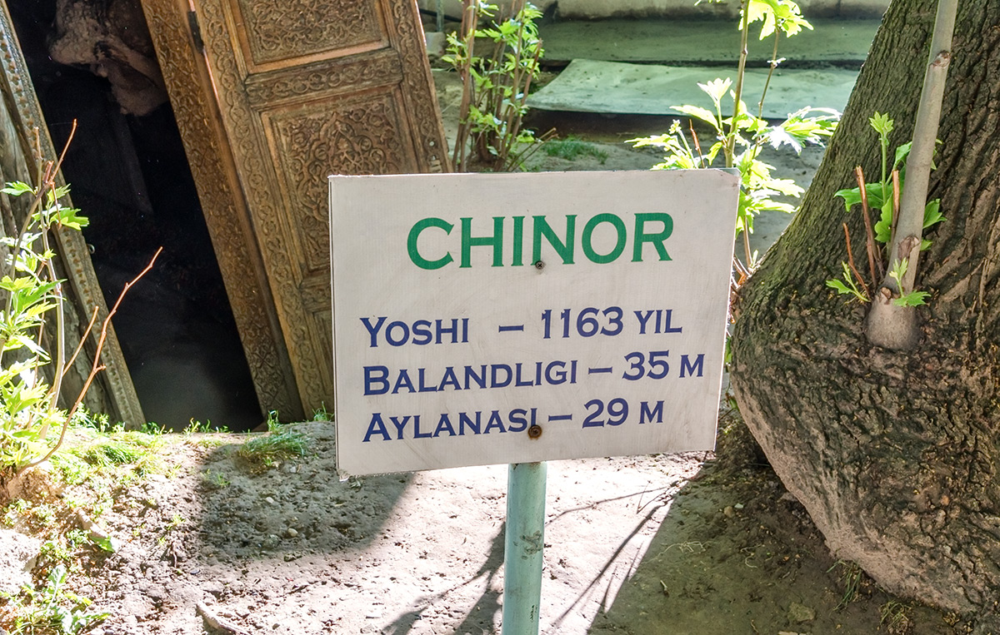 CHINOR
YOSHI – 1163 YIL
BALANDLIGI – 35 M
AYLANASI – 29 M